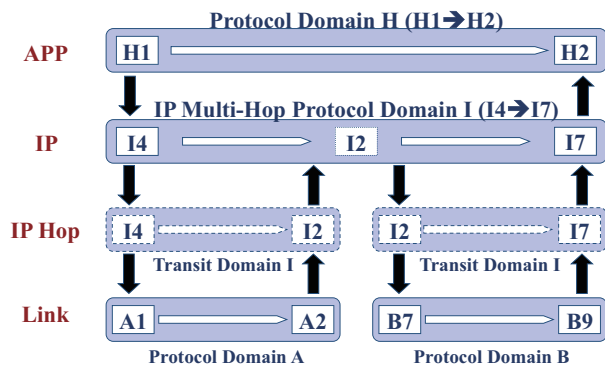 Protocol Domain H (H1➔H2)
APP H1 H2
IP Multi-Hop Protocol Domain I (I4➔I7)
IP I4 I2 I7
IP Hop I4 I2 I2 I7
Transit Domain I Transit Domain I
Link A1 A2 B7 B9
Protocol Domain A Protocol Domain B